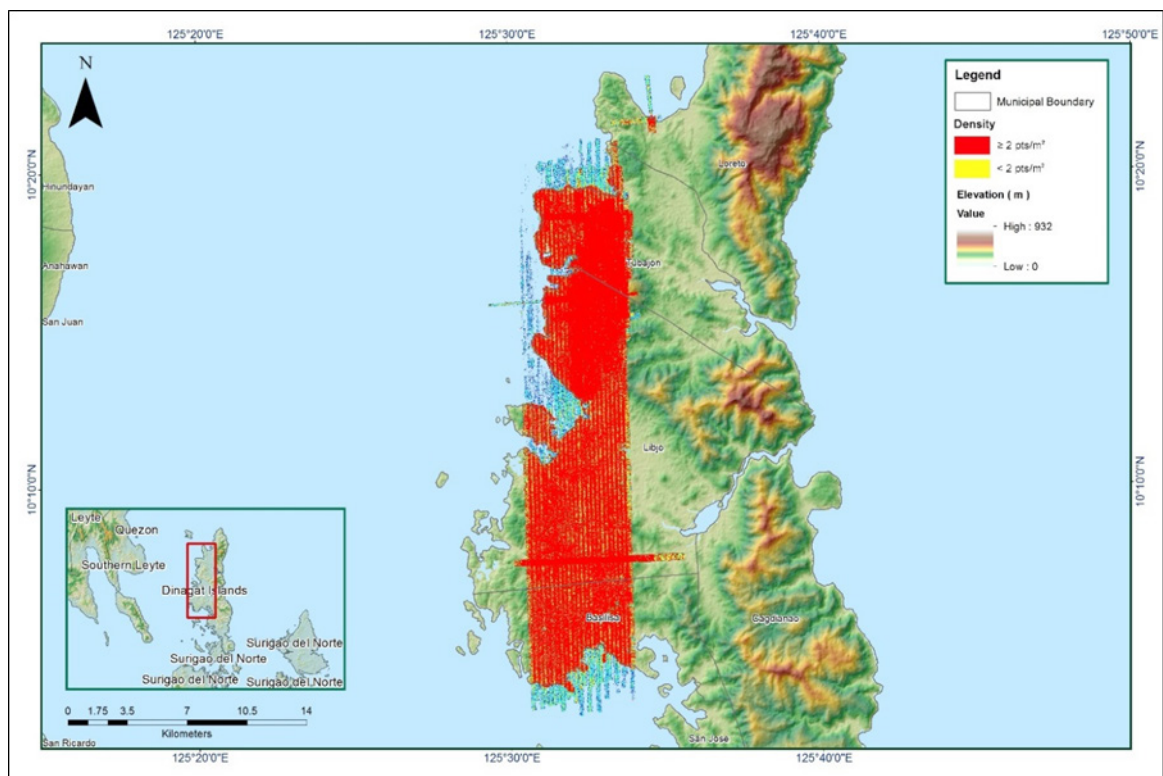 125°20'0"E 125°30'0"E 125°40'0"E 125°50'0"E
N
Legend
Municipal Boundary
Density
≥ 2 pts/m²
< 2 pts/m²
Elevation ( m )
Value
High : 932
Low : 0
10°20'0"N
10°20'0"N
Hinundayan
Loreto
Anahawan
Tubajon
San Juan
Libjo
10°10'0"N
10°10'0"N
Leyte
Quezon
Southern Leyte
Dinagat Islands
Surigao del Norte
Surigao del Norte
Surigao del Norte
Surigao del Norte
Basilisa
Cagdianao
0 1.75 3.5 7 10.5 14
Kilometers
San Ricardo
San Jose
125°20'0"E 125°30'0"E 125°40'0"E